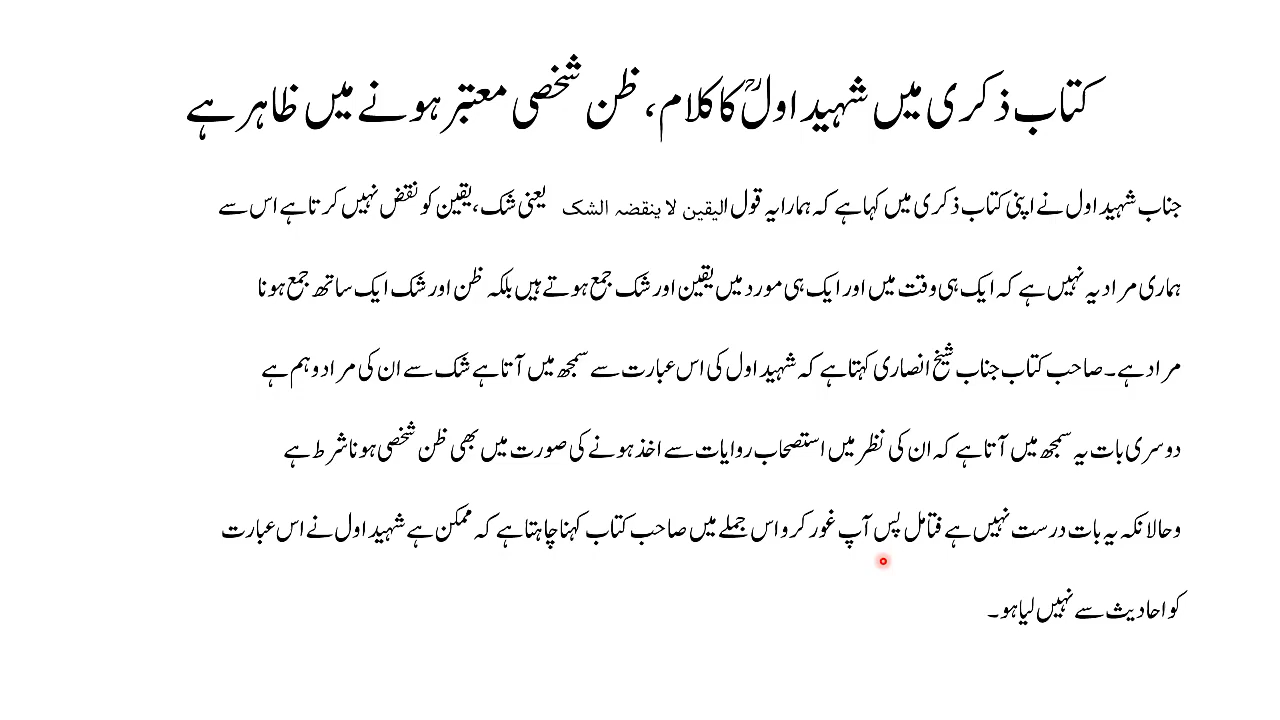 کتاب ذکری میں شہید اولؒ کا کلام، ظن شخصی معتبر ہونے میں ظاہر ہے
جناب شہید اول نے اپنی کتاب ذکری میں کہا ہے کہ ہمارا یہ قول الیقین لا ینقضہ الشک یعنی شک، یقین کو نقض نہیں کرتا ہے اس سے
ہماری مراد یہ نہیں ہے کہ ایک ہی وقت میں اور ایک ہی مورد میں یقین اور شک جمع ہوتے ہیں بلکہ ظن اور شک ایک ساتھ جمع ہونا
مراد ہے۔ صاحب کتاب جناب شیخ انصاری کہتا ہے کہ شہید اول کی اس عبارت سے سمجھ میں آتا ہے شک سے ان کی مراد وہم ہے
دوسری بات یہ سمجھ میں آتا ہے کہ ان کی نظر میں استصحاب روایات سے اخذ ہونے کی صورت میں بھی ظن شخصی ہونا شرط ہے
وحالانکہ یہ بات درست نہیں ہے فتامل پس آپ غور کرو اس جملے میں صاحب کتاب کہنا چاہتا ہے کہ ممکن ہے شہید اول نے اس عبارت
کو احادیث سے نہیں لیا ہو۔